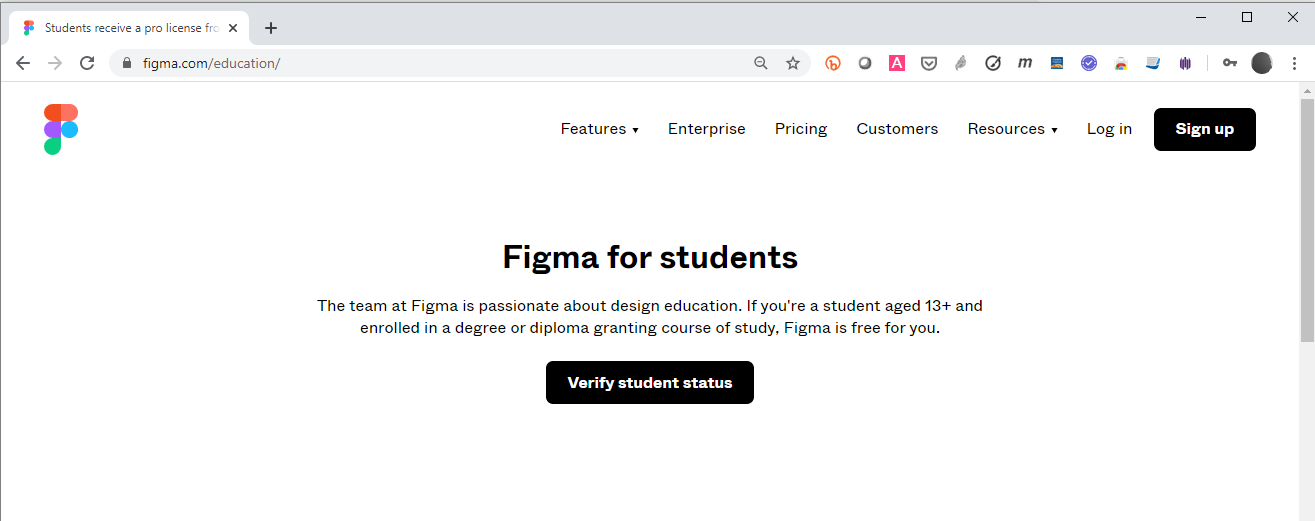 Students receive a pro license fro
figma.com/education/
Features Enterprise Pricing Customers Resources Log in Sign up
Figma for students
The team at Figma is passionate about design education. If you're a student aged 13+ and
enrolled in a degree or diploma granting course of study, Figma is free for you.
Verify student status